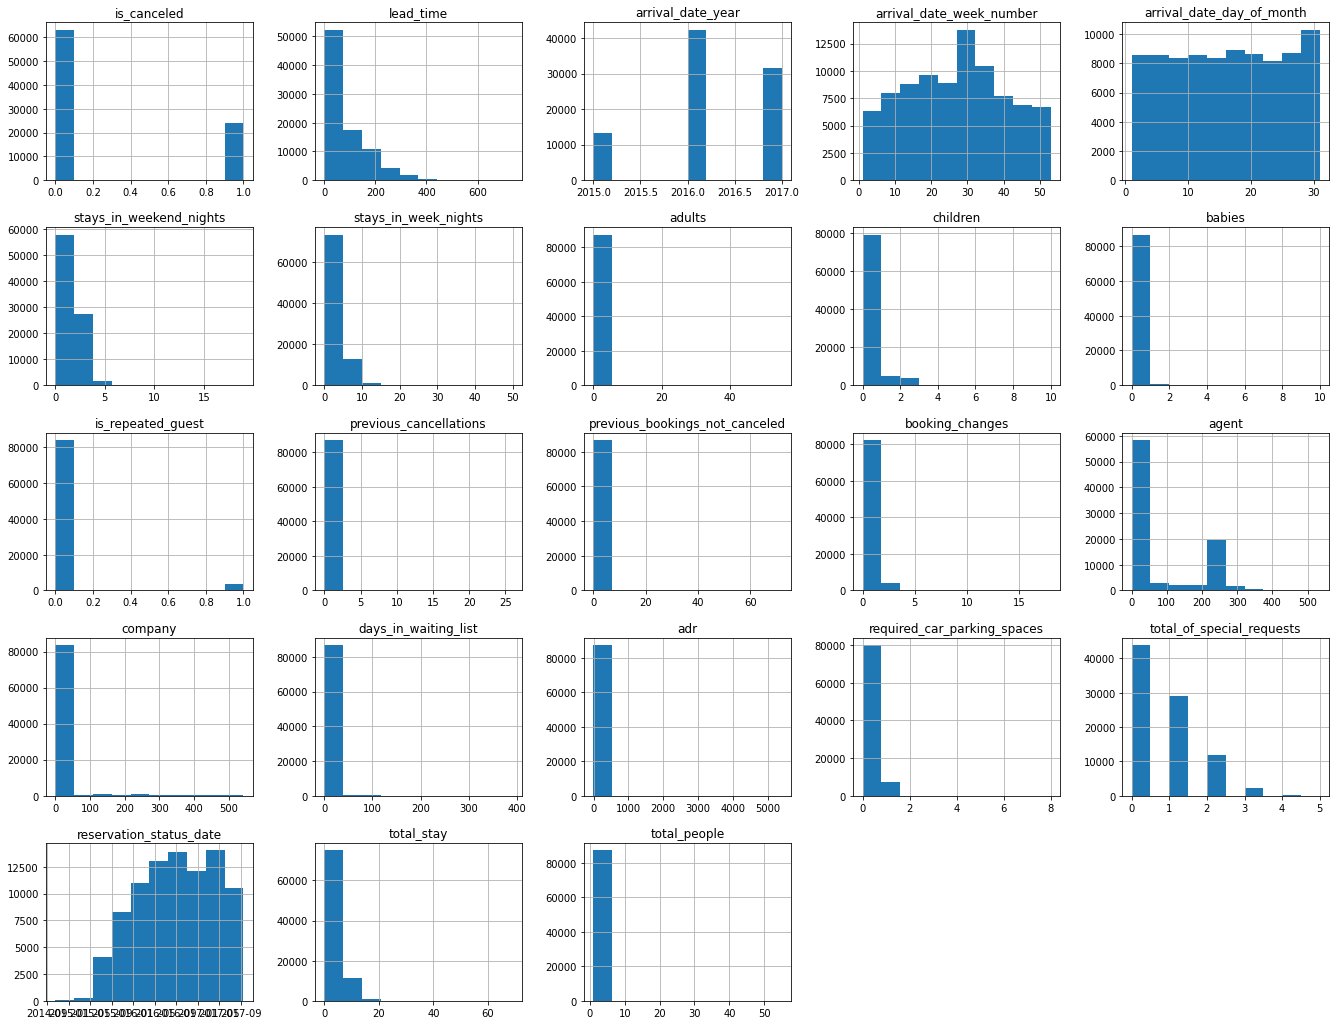 is_canceled
60000
50000
40000
30000
20000
10000
0
0.0 0.2 0.4 0.6 0.8 1.0
lead_time
50000
40000
30000
20000
10000
0
0 200 400 600
arrival_date_year
40000
30000
20000
10000
0
2015.0 2015.5 2016.0 2016.5 2017.0
arrival_date_week_number
12500
10000
7500
5000
2500
0
10 20 30 40 50
arrival_date_day_of_month
10000
8000
6000
4000
2000
0
0 10 20 30
stays_in_weekend_nights
60000
50000
40000
30000
20000
10000
0
0 5 10 15
stays_in_week_nights
60000
40000
20000
0
0 10 20 30 40 50
adults
80000
60000
40000
20000
0
0 20 40
children
80000
60000
40000
20000
0
0 2 4 6 8 10
babies
80000
60000
40000
20000
0
0 2 4 6 8 10
is_repeated_guest
80000
60000
40000
20000
0
0.0 0.2 0.4 0.6 0.8 1.0
previous_cancellations
80000
60000
40000
20000
0
0 5 10 15 20 25
previous_bookings_not_canceled
80000
60000
40000
20000
0
0 20 40 60
booking_changes
80000
60000
40000
20000
0
0 5 10 15
agent
60000
50000
40000
30000
20000
10000
0
0 100 200 300 400 500
company
80000
60000
40000
20000
0
0 100 200 300 400 500
days_in_waiting_list
80000
60000
40000
20000
0
0 100 200 300 400
adr
80000
60000
40000
20000
0
0 1000 2000 3000 4000 5000
required_car_parking_spaces
80000
60000
40000
20000
0
0 2 4 6 8
total_of_special_requests
40000
30000
20000
10000
0
0 1 2 3 4 5
reservation_status_date
12500
10000
7500
5000
2500
0
total_stay
60000
40000
20000
0
0 20 40 60
total_people
80000
60000
40000
20000
0
0 10 20 30 40 50